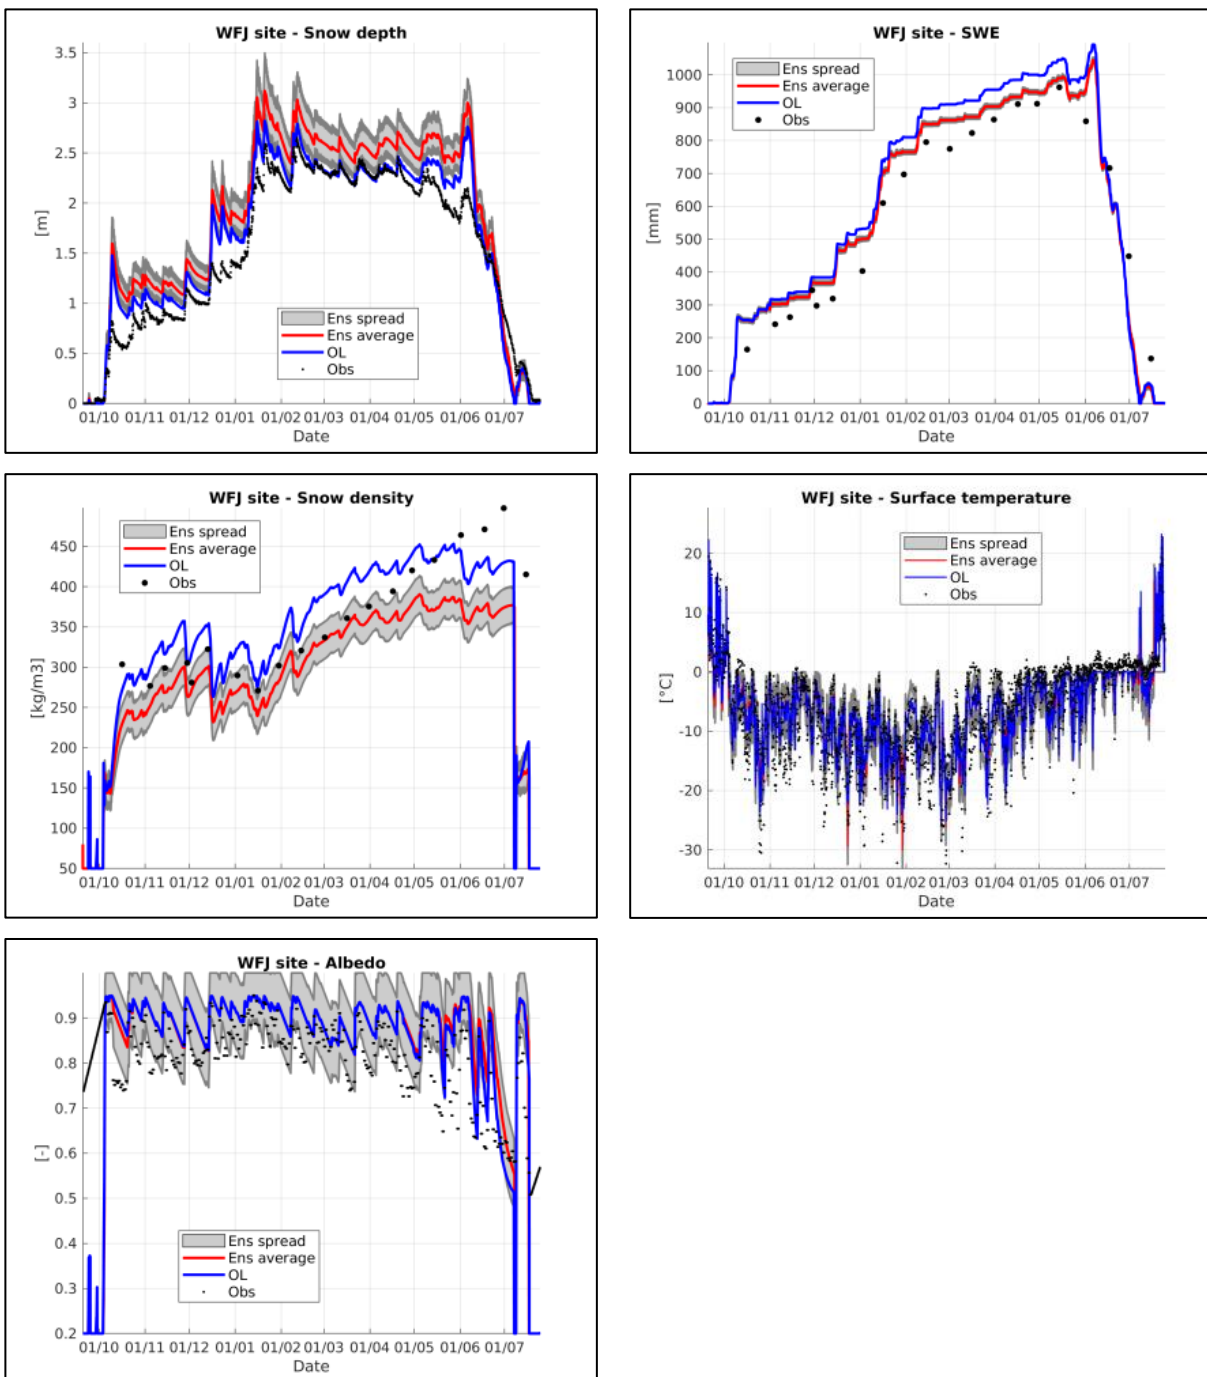 WFJ site - Snow depth
3.5
3
2.5
2
1.5
1
0.5
0
[m]
Ens spread
Ens average
OL
Obs
01/10 01/11 01/12 01/01 01/02 01/03 01/04 01/05 01/06 01/07
Date
WFJ site - SWE
1000
900
800
700
600
500
400
300
200
100
0
[mm]
Ens spread
Ens average
OL
Obs
01/10 01/11 01/12 01/01 01/02 01/03 01/04 01/05 01/06 01/07
Date
WFJ site - Snow density
450
400
350
300
250
200
150
100
50
[kg/m3]
Ens spread
Ens average
OL
Obs
01/10 01/11 01/12 01/01 01/02 01/03 01/04 01/05 01/06 01/07
Date
WFJ site - Surface temperature
20
10
0
-10
-20
-30
[°C]
Ens spread
Ens average
OL
Obs
01/10 01/11 01/12 01/01 01/02 01/03 01/04 01/05 01/06 01/07
Date
WFJ site - Albedo
0.9
0.8
0.7
0.6
0.5
0.4
0.3
0.2
[-]
Ens spread
Ens average
OL
Obs
01/10 01/11 01/12 01/01 01/02 01/03 01/04 01/05 01/06 01/07
Date